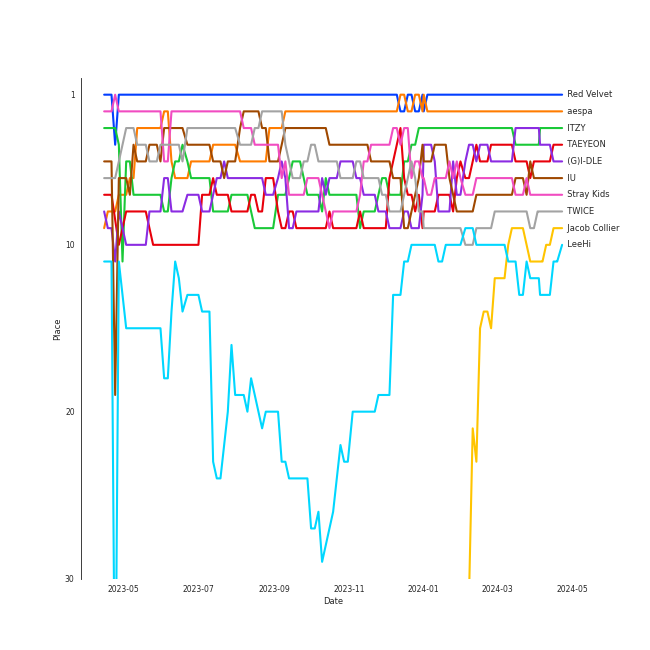 1
10
20
30
Place
2023-05
2023-07
2023-09
2023-11
2024-01
2024-03
2024-05
Date
Red Velvet
aespa
ITZY
TAEYEON
(G)I-DLE
IU
Stray Kids
TWICE
Jacob Collier
LeeHi